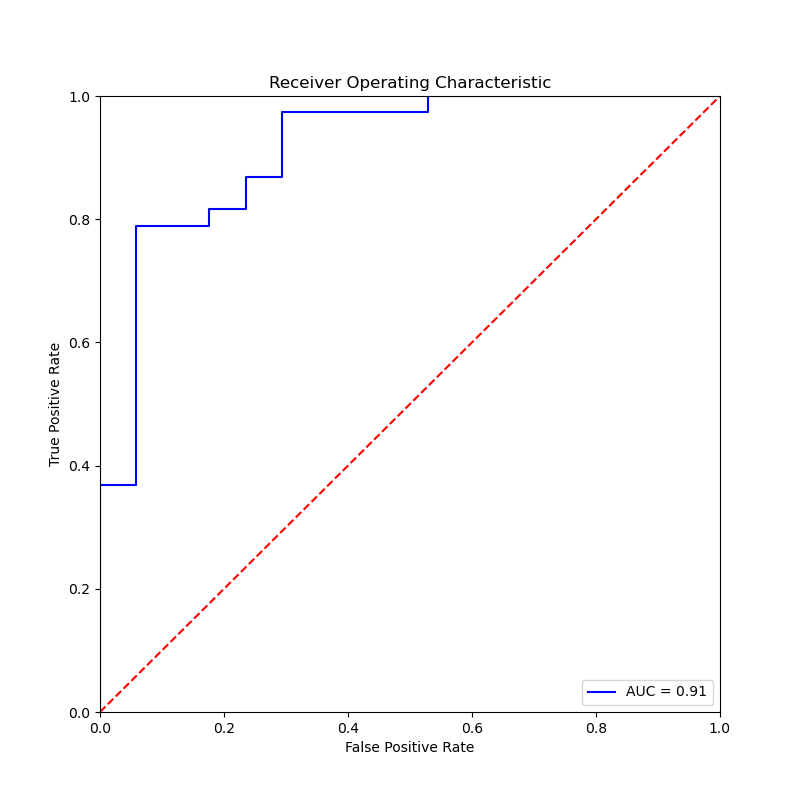 Receiver Operating Characteristic
1.0
0.8
0.6
0.4
0.2
0.0
True Positive Rate
0.0 0.2 0.4 0.6 0.8 1.0
False Positive Rate
AUC = 0.91